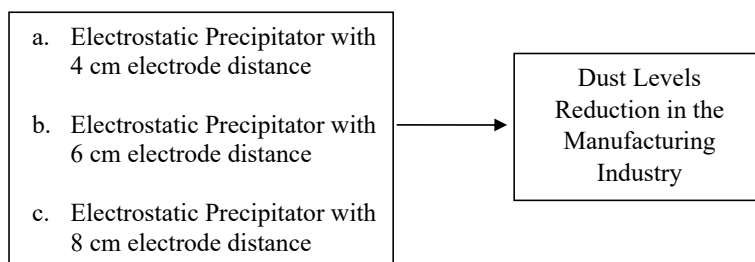 a. Electrostatic Precipitator with
4 cm electrode distance
b. Electrostatic Precipitator with
6 cm electrode distance
c. Electrostatic Precipitator with
8 cm electrode distance
Dust Levels
Reduction in the
Manufacturing
Industry